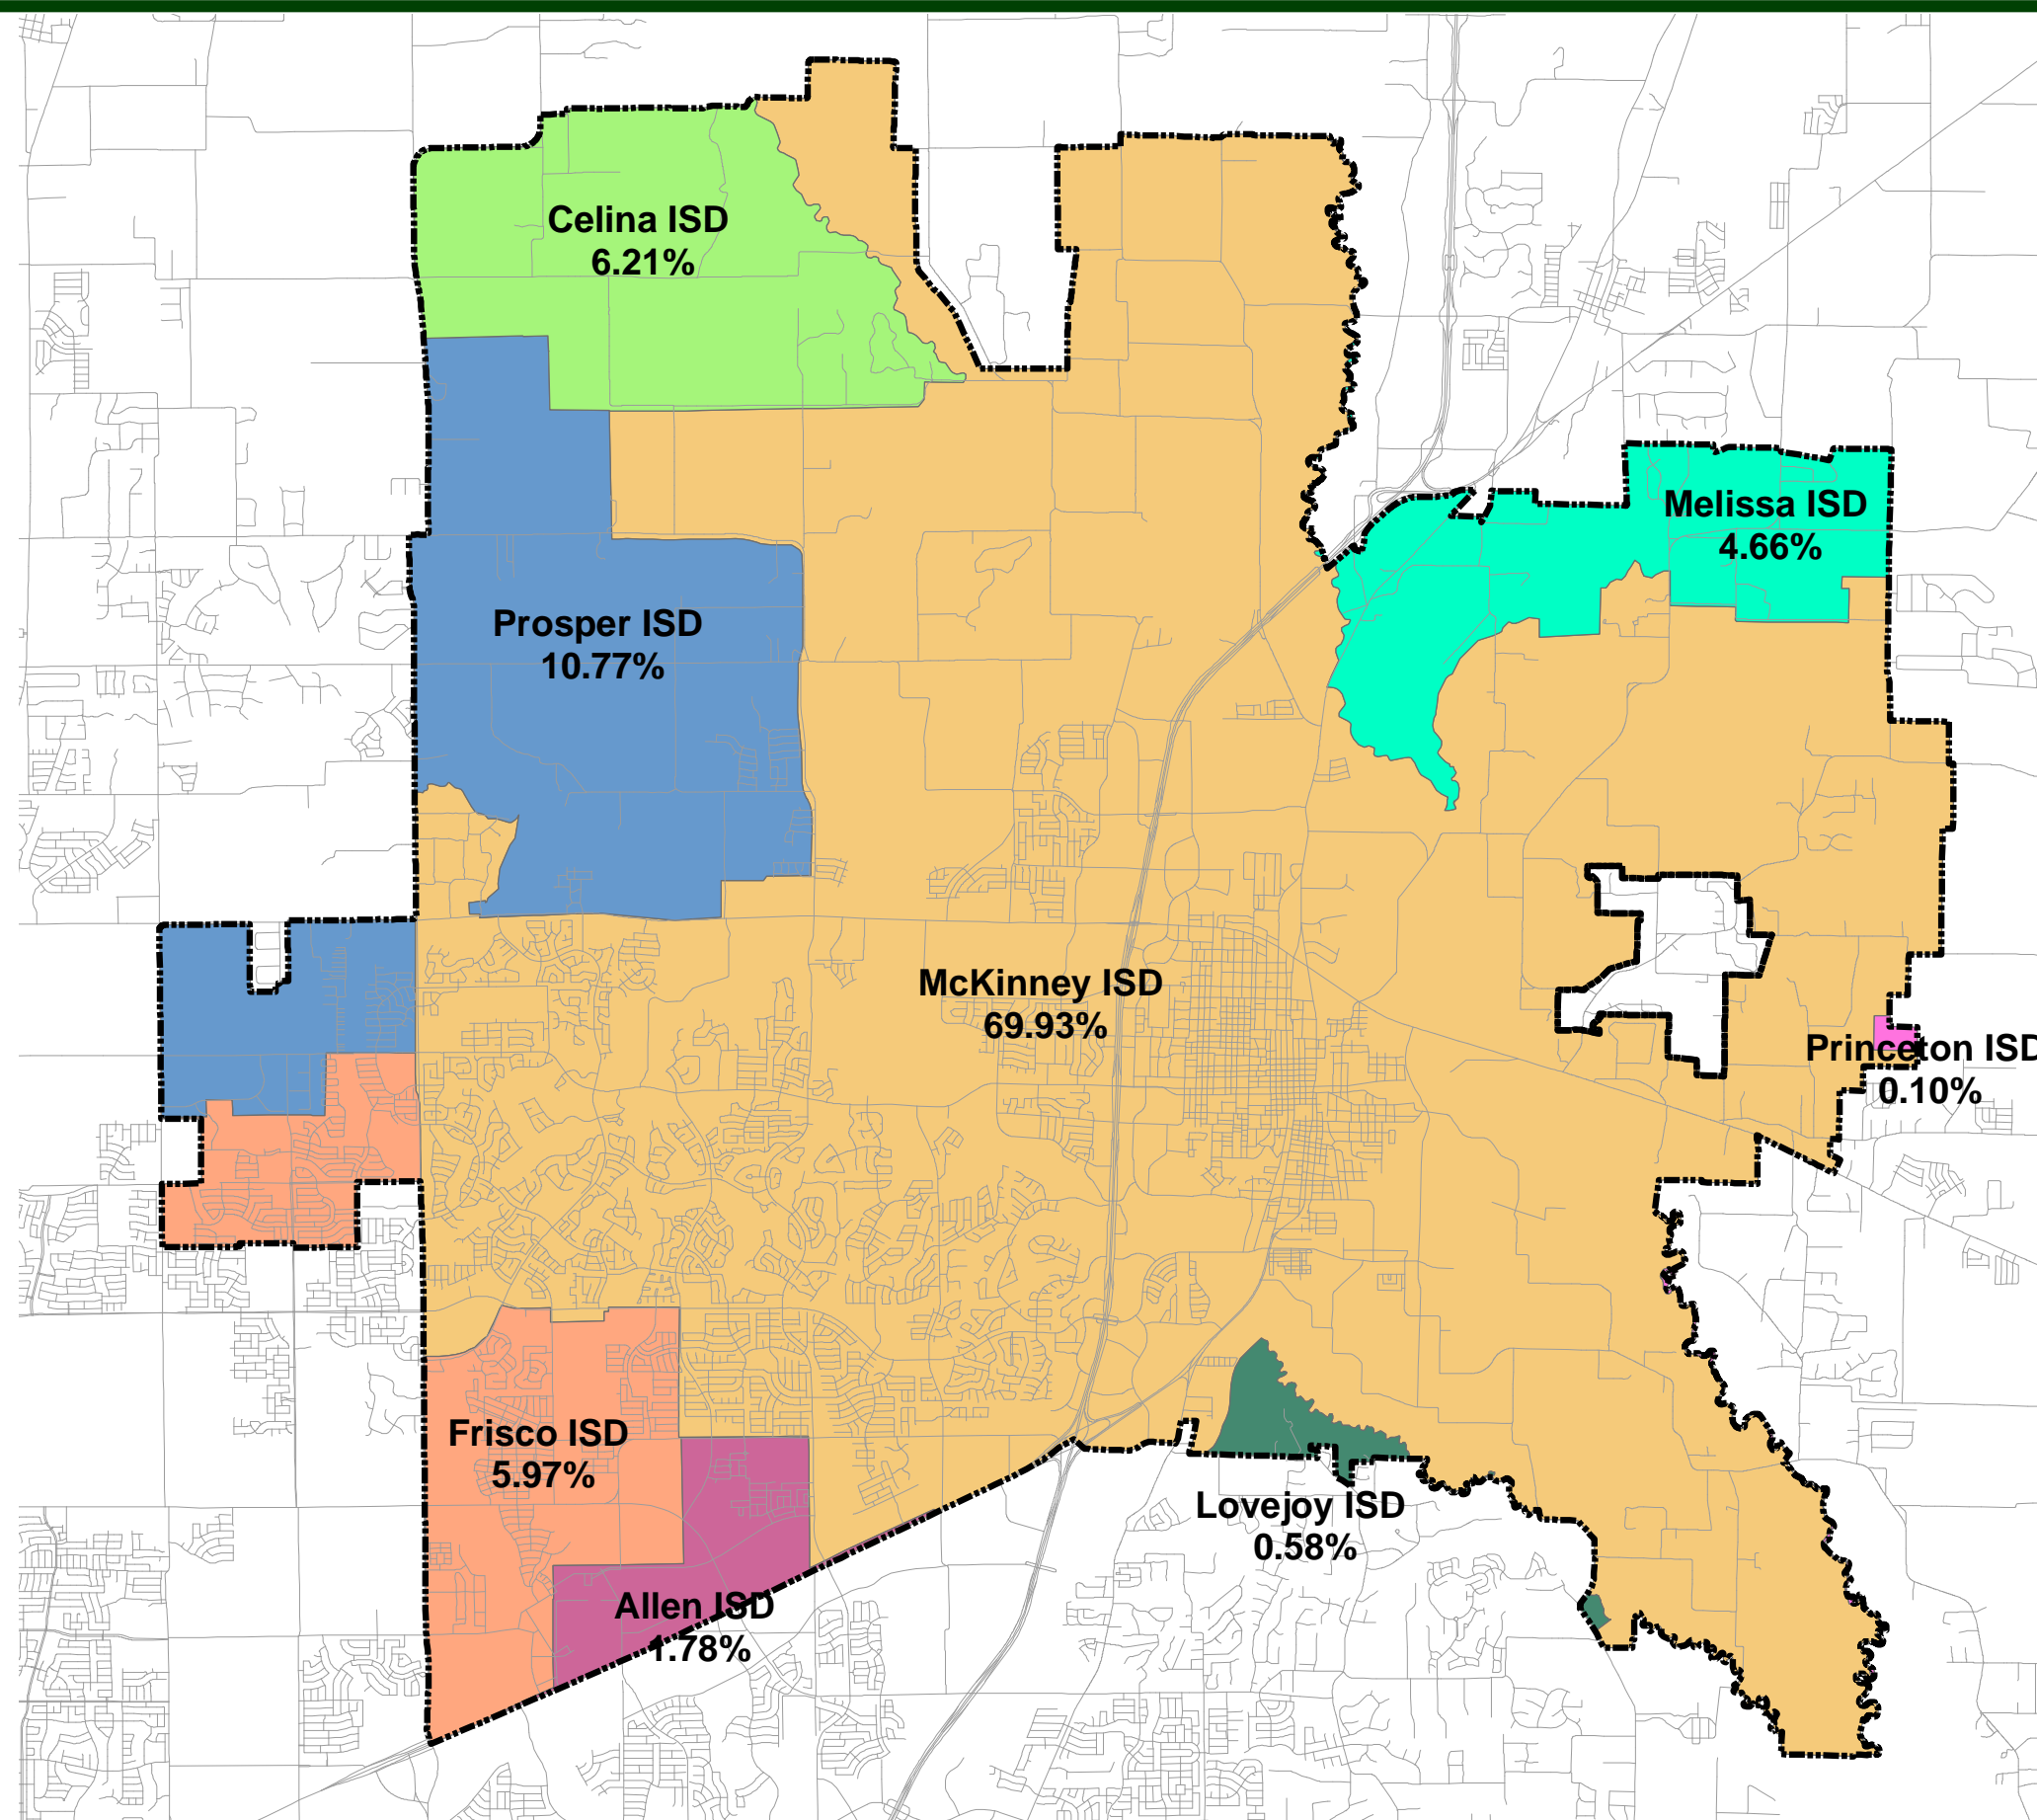 Celina ISD
6.21%
Melissa ISD
4.66%
Prosper ISD
10.77%
McKinney ISD
69.93%
Princeton ISD
0.10%
Frisco ISD
5.97%
Lovejoy ISD
0.58%
Allen ISD
1.78%